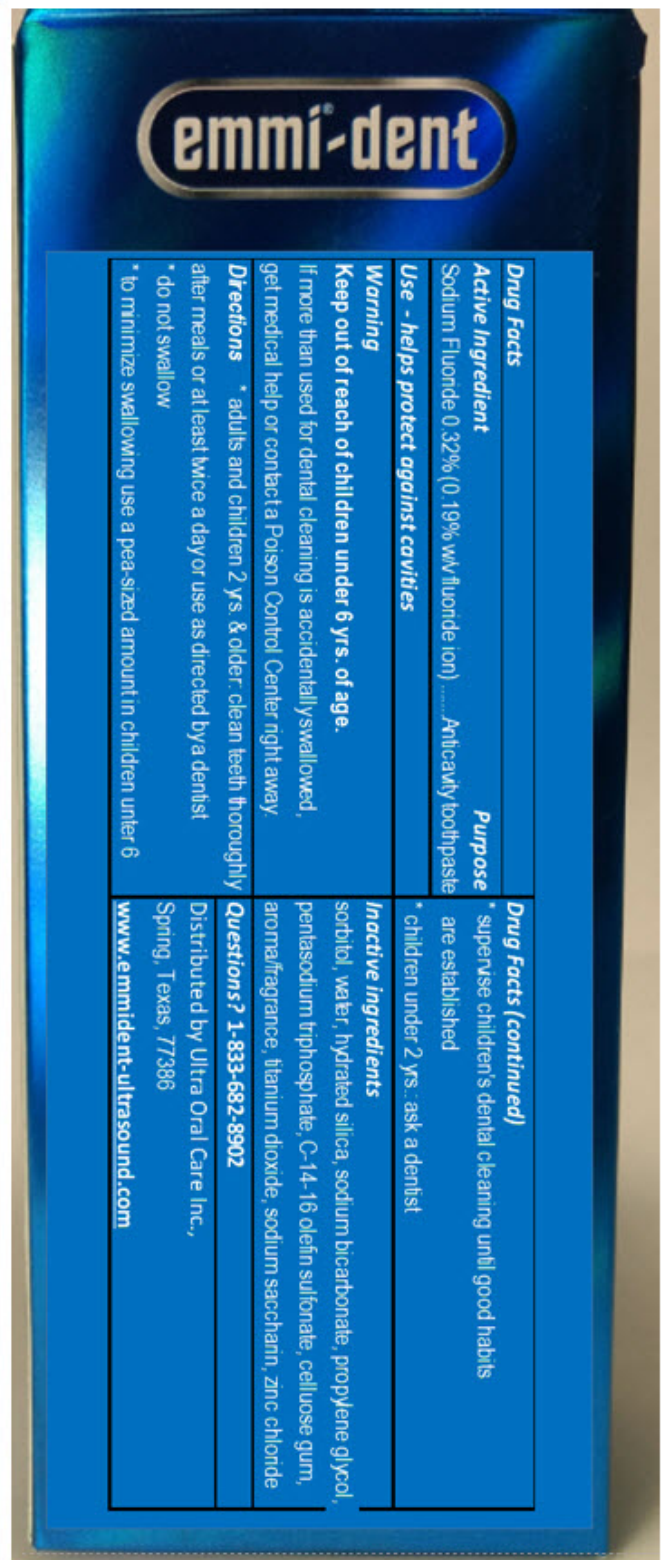 emmi®-dent
Drug Facts
Active Ingredient Purpose
Sodium Fluoride 0.32% (0.19% w/v fluoride ion) ....... Anticavity toothpaste
Use - helps protect against cavities
Warning
Keep out of reach of children under 6 yrs. of age.
If more than used for dental cleaning is accidentally swallowed,
get medical help or contact a Poison Control Center right away.
Directions * adults and children 2 yrs. & older: clean teeth thoroughly
after meals or at least twice a day or use as directed by a dentist
* do not swallow
* to minimize swallowing use a pea-sized amount in children unter 6
Drug Facts (continued)
* supervise children's dental cleaning until good habits
are established
* children under 2 yrs.: ask a dentist
Inactive ingredients
sorbitol, water, hydrated silica, sodium bicarbonate, propylene glycol,
pentasodium triphosphate, C-14-16 olefin sulfonate, celluose gum,
aroma/fragrance, titanium dioxide, sodium saccharin, zinc chloride
Questions? 1-833-682-8902
Distributed by Ultra Oral Care Inc.,
Spring, Texas, 77386
www.emmident-ultrasound.com